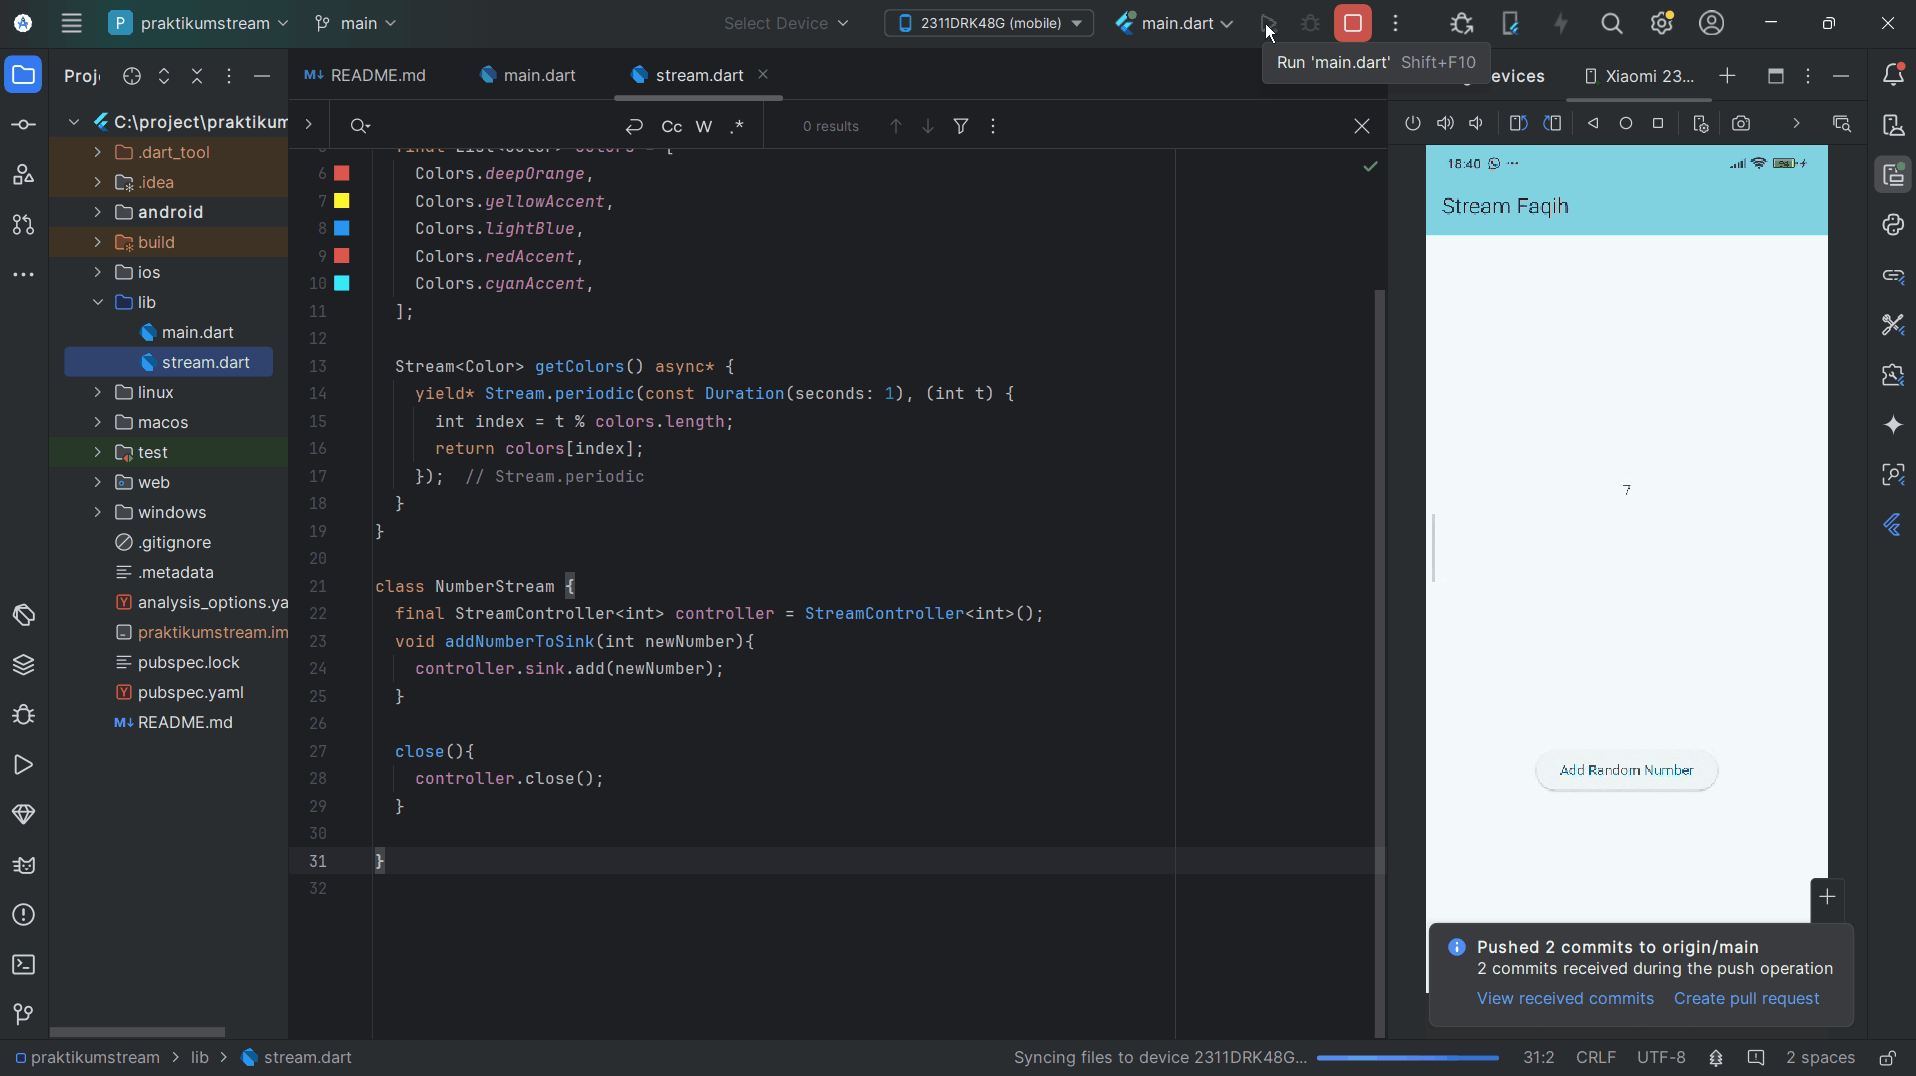 P praktikumstream main Select Device 2311DRK48G (mobile) main.dart
Run 'main.dart' Shift+F10
Proj README.md main.dart stream.dart evices Xiaomi 23...
C:\project\praktikum
Cc W .* 0 results
.dart_tool
.idea
android
build
ios
lib
main.dart
stream.dart
linux
macos
test
web
windows
.gitignore
.metadata
analysis_options.ya
praktikumstream.im
pubspec.lock
pubspec.yaml
M↓ README.md
6 Colors.deepOrange,
7 Colors.yellowAccent,
8 Colors.lightBlue,
9 Colors.redAccent,
10 Colors.cyanAccent,
11 ];
12
13 Stream<Color> getColors() async* {
14 yield* Stream.periodic(const Duration(seconds: 1), (int t) {
15 int index = t % colors.length;
16 return colors[index];
17 }); // Stream.periodic
18 }
19 }
20
21 class NumberStream {
22 final StreamController<int> controller = StreamController<int>();
23 void addNumberToSink(int newNumber){
24 controller.sink.add(newNumber);
25 }
26
27 close(){
28 controller.close();
29 }
30
31 }
32
18:40
Stream Faqih
7
Add Random Number
Pushed 2 commits to origin/main
2 commits received during the push operation
View received commits Create pull request
praktikumstream > lib > stream.dart Syncing files to device 2311DRK48G... 31:2 CRLF UTF-8 2 spaces